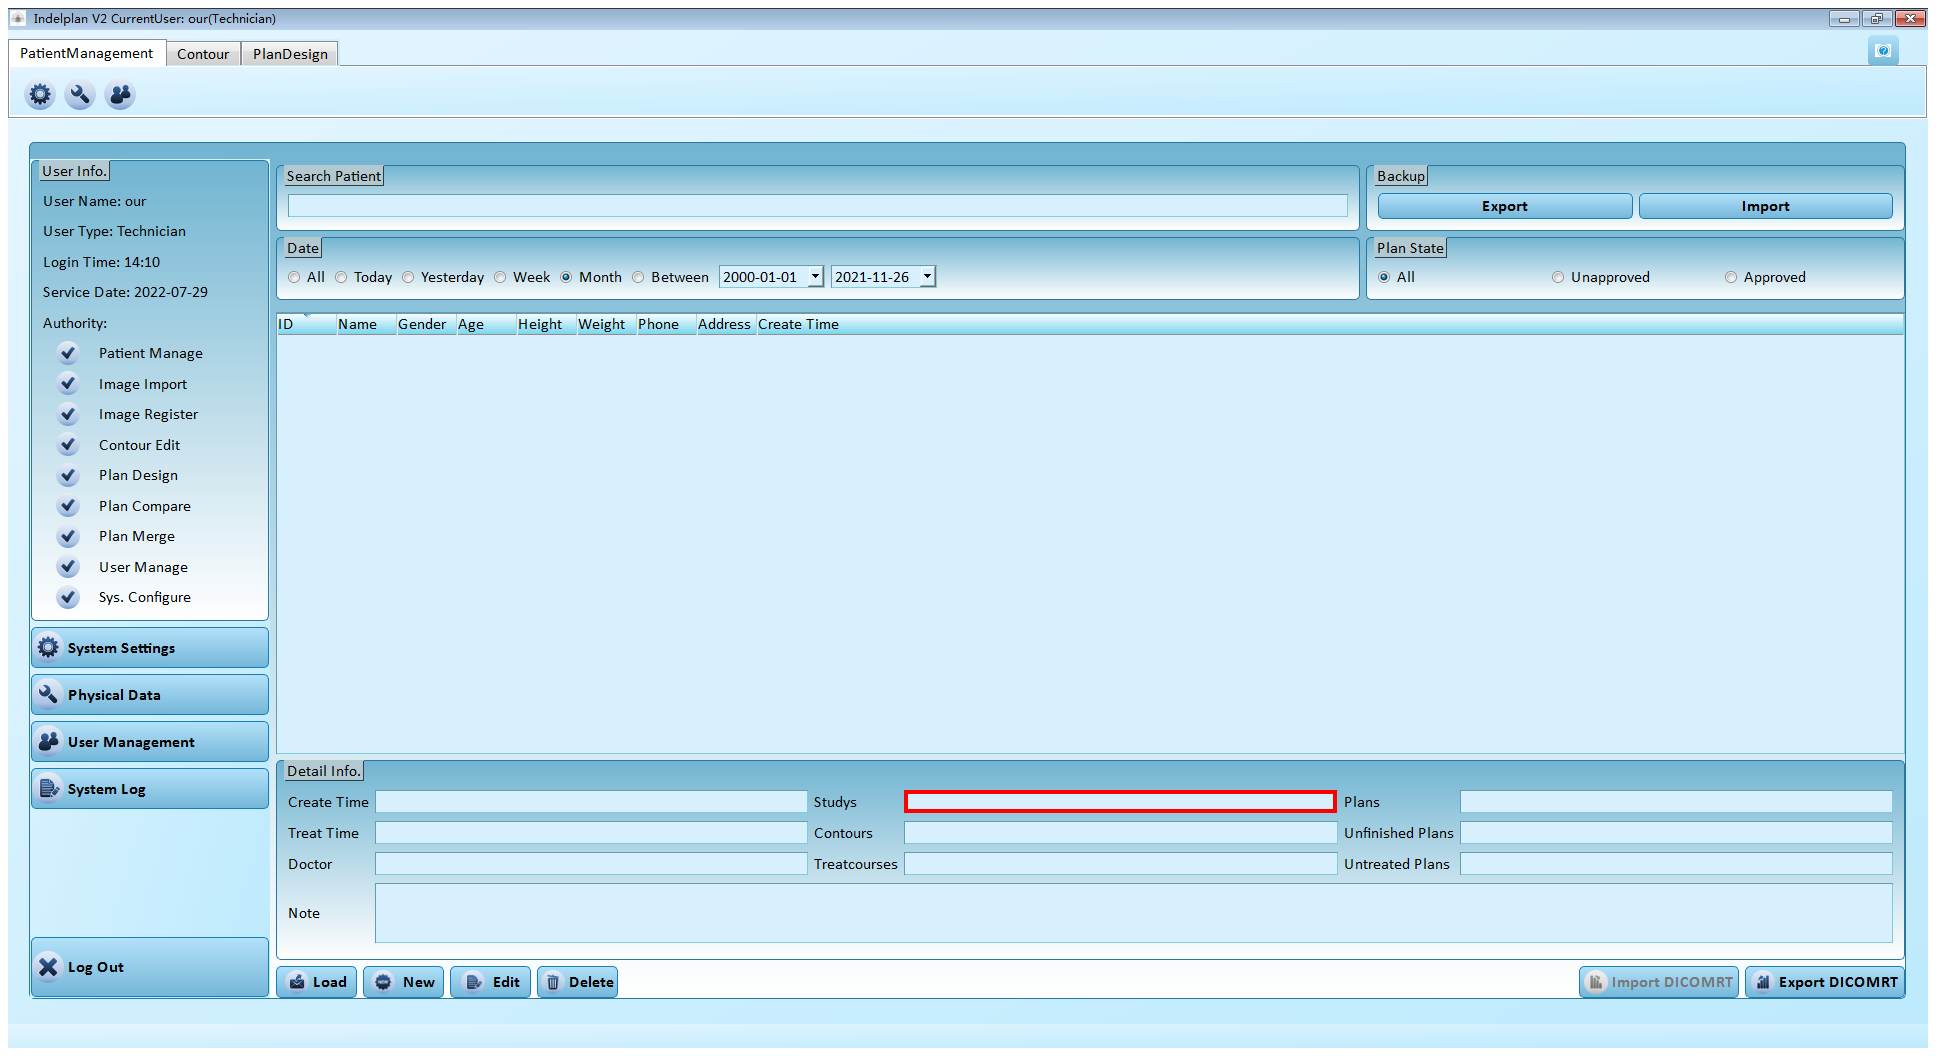 Indelplan V2 CurrentUser: our(Technician)
PatientManagement Contour PlanDesign
User Info.
User Name: our
User Type: Technician
Login Time: 14:10
Service Date: 2022-07-29
Authority:
Patient Manage
Image Import
Image Register
Contour Edit
Plan Design
Plan Compare
Plan Merge
User Manage
Sys. Configure
System Settings
Physical Data
User Management
System Log
Log Out
Search Patient
Backup
Export Import
Date
All Today Yesterday Week Month Between 2000-01-01 2021-11-26
Plan State
All Unapproved Approved
ID Name Gender Age Height Weight Phone Address Create Time
Detail Info.
Create Time Studys Plans
Treat Time Contours Unfinished Plans
Doctor Treatcourses Untreated Plans
Note
Load New Edit Delete Import DICOMRT Export DICOMRT